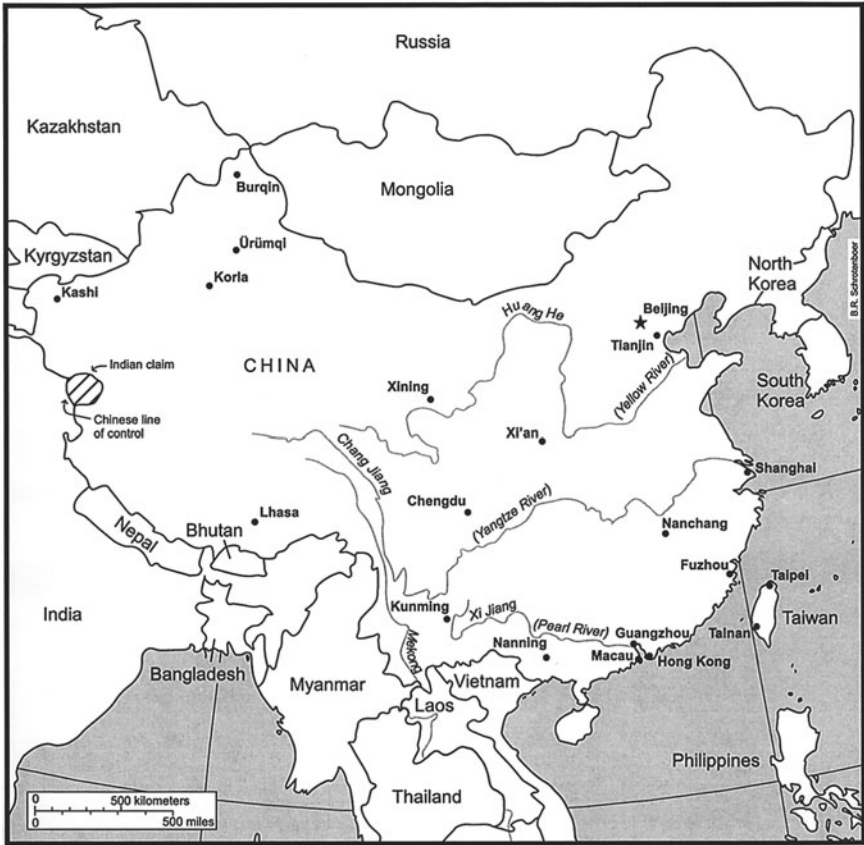 Russia
Kazakhstan
Burqin
Mongolia
Ürümqi
Kyrgyzstan
Korla
Kashi
North
Korea
B.R. Schrotenboer
Beijing
Huang He
Tianjin
Indian claim
CHINA
South
Korea
Xining
(Yellow River)
Chinese line
of control
Xi'an
Chang Jiang
Shanghai
Chengdu
(Yangtze River)
Lhasa
Nanchang
Nepal
Bhutan
Fuzhou
Taipei
India
Kunming
Xi Jiang
(Pearl River)
Guangzhou
Tainan
Taiwan
Mekong
Nanning
Macau
Hong Kong
Bangladesh
Myanmar
Vietnam
Laos
Philippines
Thailand
0 500 kilometers
0 500 miles